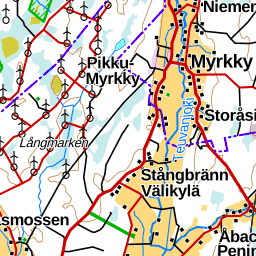 Niemen
Pikku-
Myrkky
Myrkky
Storåsi
Teuvanjoki
Långmarken
Stångbränn
Välikylä
smossen
Åbac
Penin